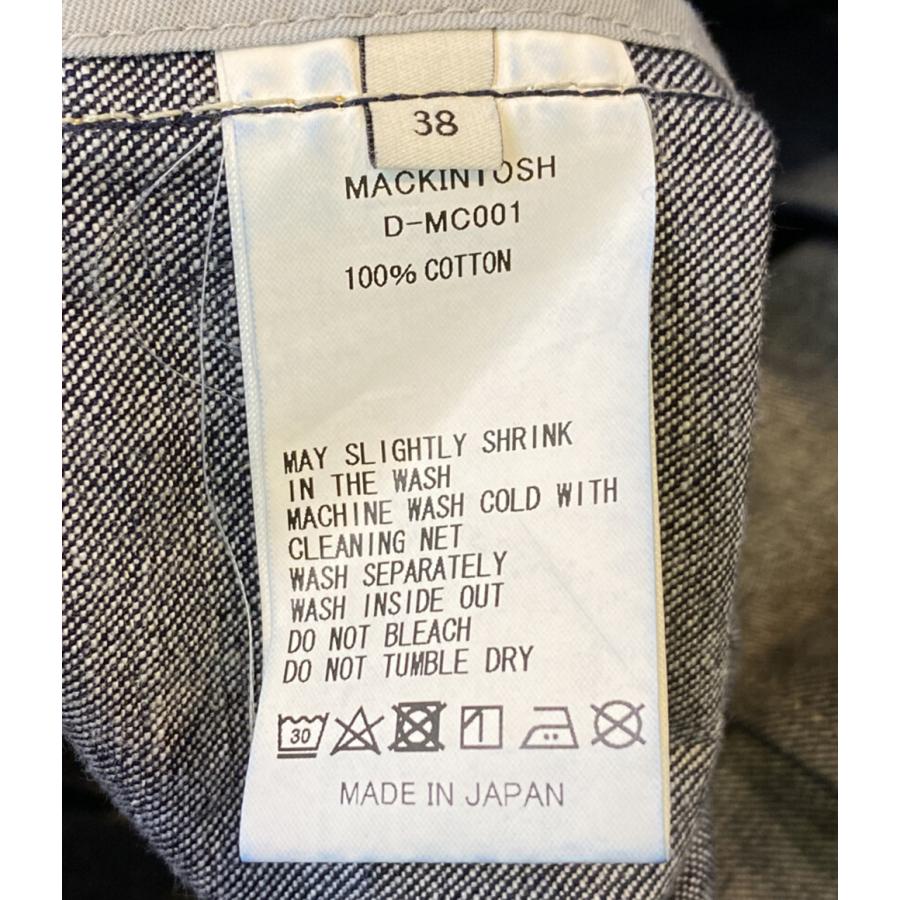 38
MACKINTOSH
D-MC001
100% COTTON
MAY SLIGHTLY SHRINK
IN THE WASH
MACHINE WASH COLD WITH
CLEANING NET
WASH SEPARATELY
WASH INSIDE OUT
DO NOT BLEACH
DO NOT TUMBLE DRY
30
MADE IN JAPAN